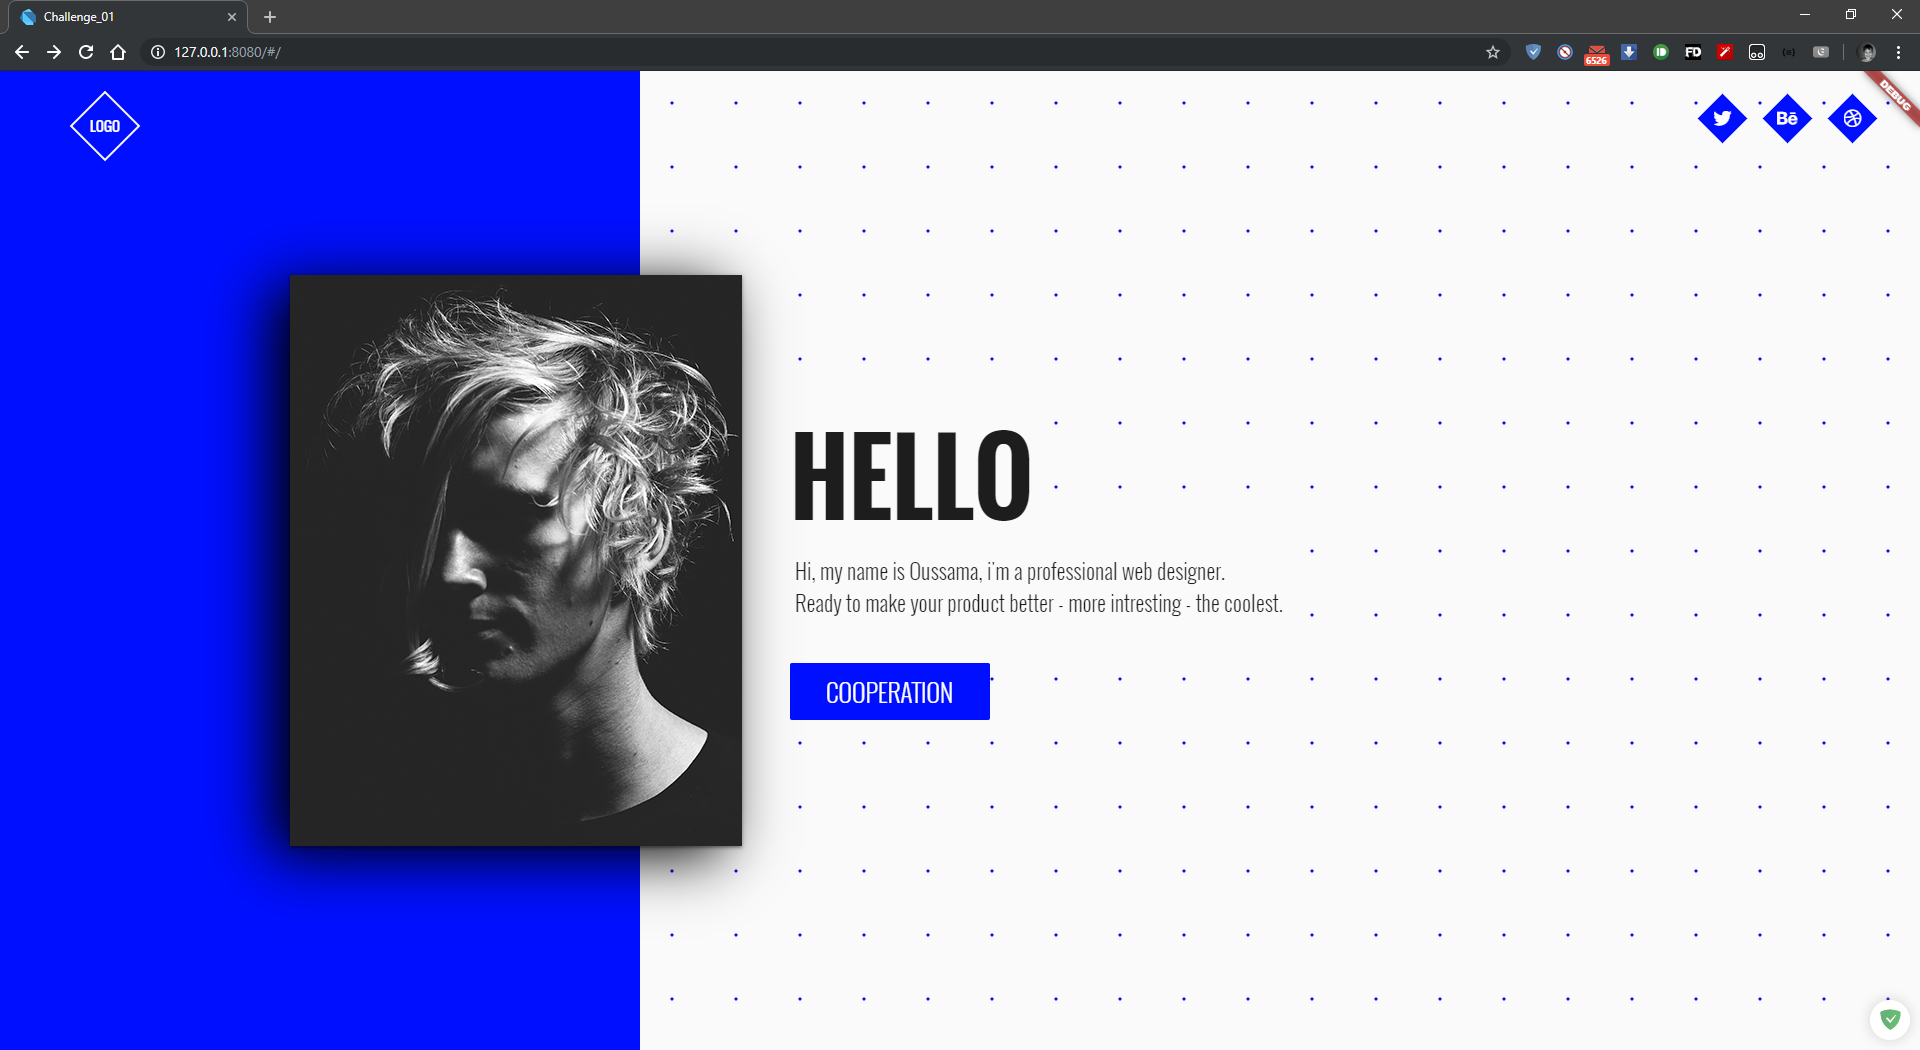 Challenge_01
127.0.0.1:8080/#/
6526
FD
LOGO
Bē
DEBUG
HELLO
Hi, my name is Oussama, i'm a professional web designer.
Ready to make your product better - more intresting - the coolest.
COOPERATION